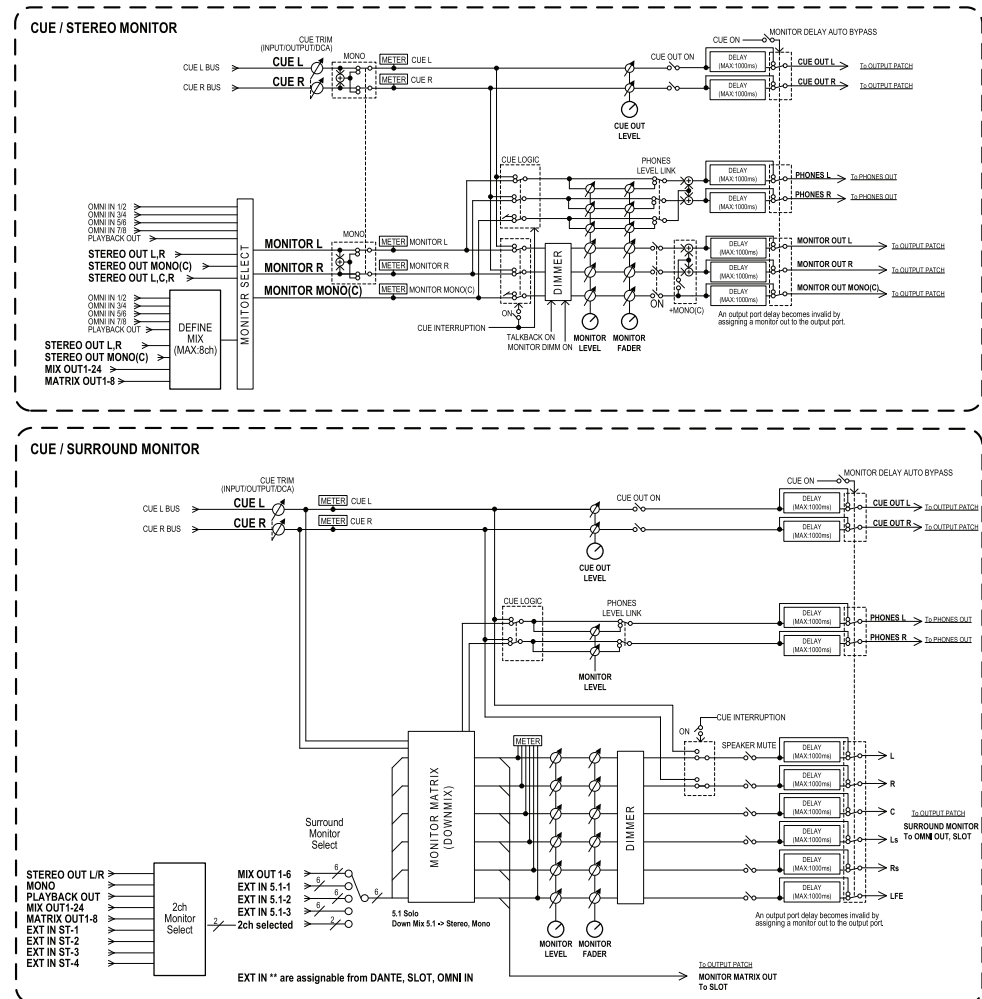 CUE / STEREO MONITOR
CUE TRIM
(INPUT/OUTPUT/DCA)
MONO
CUE L BUS
CUE L
METER CUE L
CUE R BUS
CUE R
METER CUE R
CUE OUT ON
CUE ON
MONITOR DELAY AUTO BYPASS
DELAY
(MAX:1000ms)
CUE OUT L
To OUTPUT PATCH
DELAY
(MAX:1000ms)
CUE OUT R
To OUTPUT PATCH
CUE OUT
LEVEL
CUE LOGIC
PHONES
LEVEL LINK
DELAY
(MAX:1000ms)
PHONES L
To PHONES OUT
DELAY
(MAX:1000ms)
PHONES R
To PHONES OUT
OMNI IN 1/2
OMNI IN 3/4
OMNI IN 5/6
OMNI IN 7/8
PLAYBACK OUT
STEREO OUT L,R
STEREO OUT MONO(C)
STEREO OUT L,C,R
OMNI IN 1/2
OMNI IN 3/4
OMNI IN 5/6
OMNI IN 7/8
PLAYBACK OUT
STEREO OUT L,R
STEREO OUT MONO(C)
MIX OUT1-24
MATRIX OUT1-8
DEFINE
MIX
(MAX:8ch)
MONITOR SELECT
MONO
MONITOR L
METER MONITOR L
MONITOR R
METER MONITOR R
MONITOR MONO(C)
METER MONITOR MONO(C)
ON
CUE INTERRUPTION
DIMMER
TALKBACK ON
MONITOR DIMM ON
MONITOR
LEVEL
MONITOR
FADER
ON
+MONO(C)
DELAY
(MAX:1000ms)
MONITOR OUT L
To OUTPUT PATCH
DELAY
(MAX:1000ms)
MONITOR OUT R
To OUTPUT PATCH
DELAY
(MAX:1000ms)
MONITOR OUT MONO(C)
To OUTPUT PATCH
An output port delay becomes invalid by
assigning a monitor out to the output port.
CUE / SURROUND MONITOR
CUE TRIM
(INPUT/OUTPUT/DCA)
CUE L BUS
CUE L
METER CUE L
CUE R BUS
CUE R
METER CUE R
CUE OUT ON
CUE ON
MONITOR DELAY AUTO BYPASS
DELAY
(MAX:1000ms)
CUE OUT L
To OUTPUT PATCH
DELAY
(MAX:1000ms)
CUE OUT R
To OUTPUT PATCH
CUE OUT
LEVEL
CUE LOGIC
PHONES
LEVEL LINK
DELAY
(MAX:1000ms)
PHONES L
To PHONES OUT
DELAY
(MAX:1000ms)
PHONES R
To PHONES OUT
MONITOR
LEVEL
CUE INTERRUPTION
ON
SPEAKER MUTE
METER
MONITOR MATRIX
(DOWNMIX)
DIMMER
DELAY
(MAX:1000ms)
L
DELAY
(MAX:1000ms)
R
DELAY
(MAX:1000ms)
C
DELAY
(MAX:1000ms)
Ls
DELAY
(MAX:1000ms)
Rs
DELAY
(MAX:1000ms)
LFE
To OUTPUT PATCH
SURROUND MONITOR
To OMNI OUT, SLOT
An output port delay becomes invalid by
assigning a monitor out to the output port.
Surround
Monitor
Select
STEREO OUT L/R
MONO
PLAYBACK OUT
MIX OUT1-24
MATRIX OUT1-8
EXT IN ST-1
EXT IN ST-2
EXT IN ST-3
EXT IN ST-4
2ch
Monitor
Select
2
MIX OUT 1-6
6
EXT IN 5.1-1
6
EXT IN 5.1-2
6
EXT IN 5.1-3
6
2ch selected
2
6
5.1 Solo
Down Mix 5.1 -> Stereo, Mono
MONITOR
LEVEL
MONITOR
FADER
EXT IN ** are assignable from DANTE, SLOT, OMNI IN
To OUTPUT PATCH
MONITOR MATRIX OUT
To SLOT